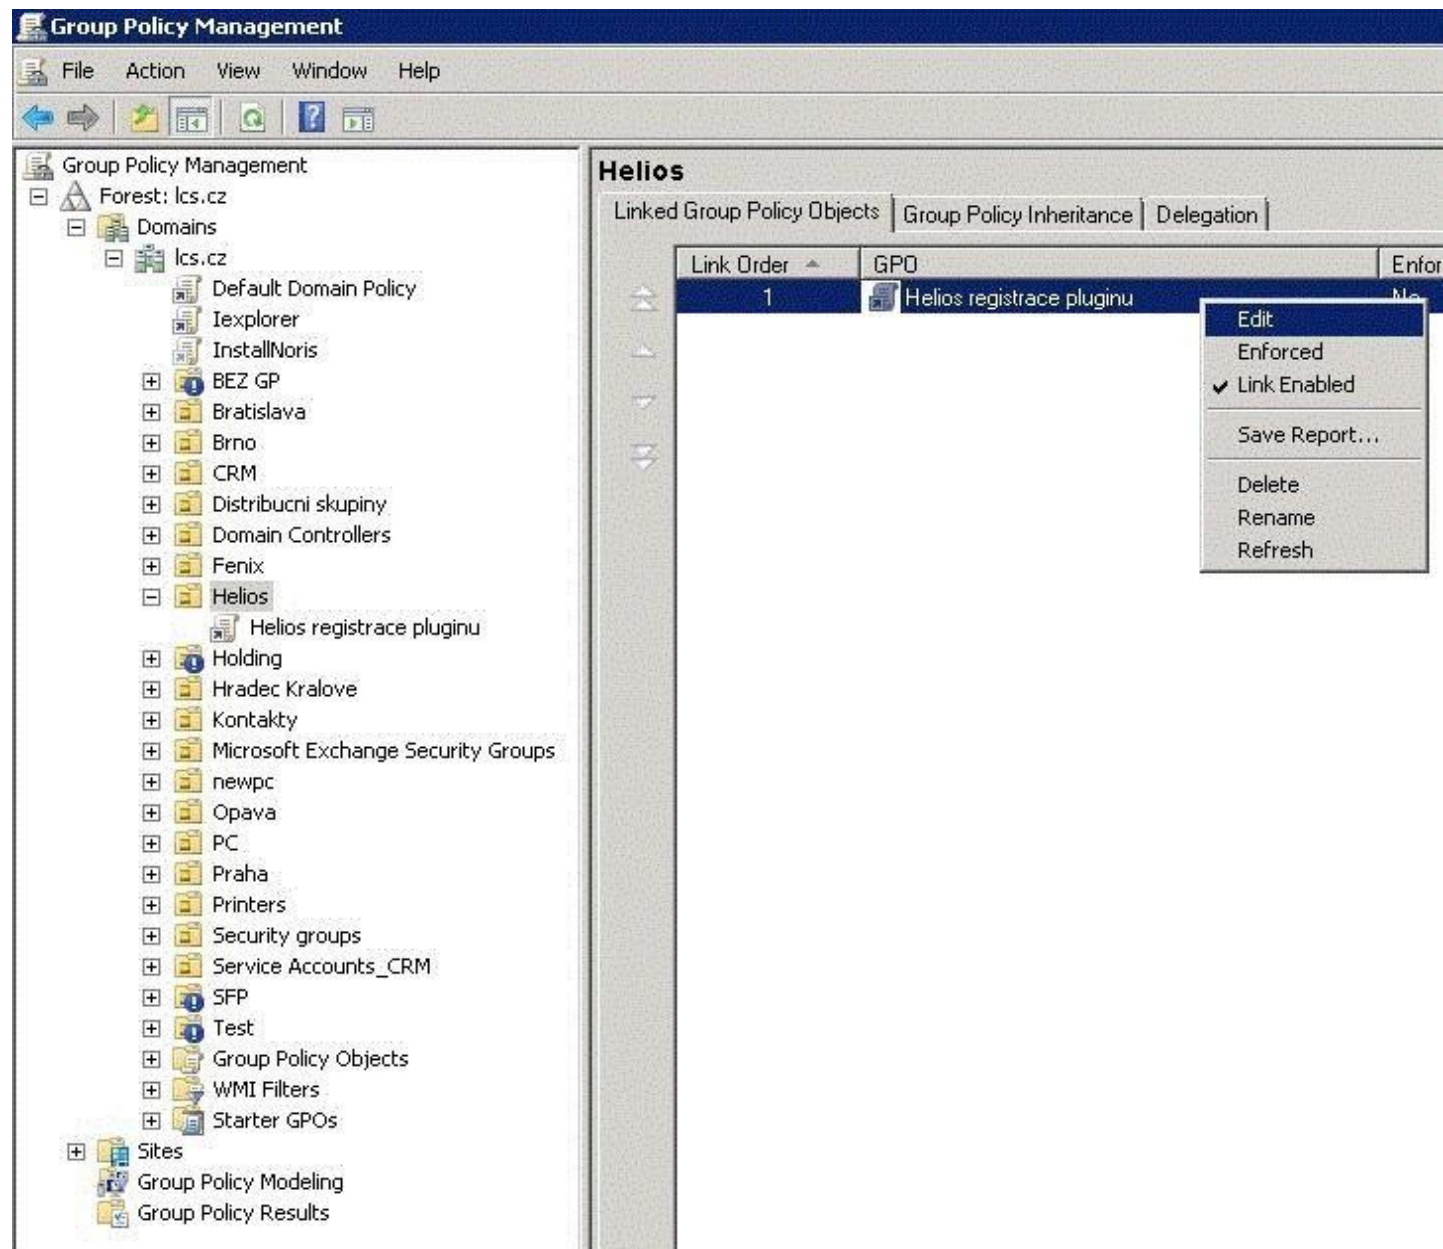 Group Policy Management
File Action View Window Help
Group Policy Management
Forest: lcs.cz
Domains
lcs.cz
Default Domain Policy
Iexplorer
InstallNoris
BEZ GP
Bratislava
Brno
CRM
Distribucni skupiny
Domain Controllers
Fenix
Helios
Helios registrace pluginu
Holding
Hradec Kralove
Kontakty
Microsoft Exchange Security Groups
newpc
Opava
PC
Praha
Printers
Security groups
Service Accounts_CRM
SFP
Test
Group Policy Objects
WMI Filters
Starter GPOs
Sites
Group Policy Modeling
Group Policy Results
Helios
Linked Group Policy Objects Group Policy Inheritance Delegation
Link Order GPO Enfor
1 Helios registrace pluginu No
Edit
Enforced
Link Enabled
Save Report...
Delete
Rename
Refresh